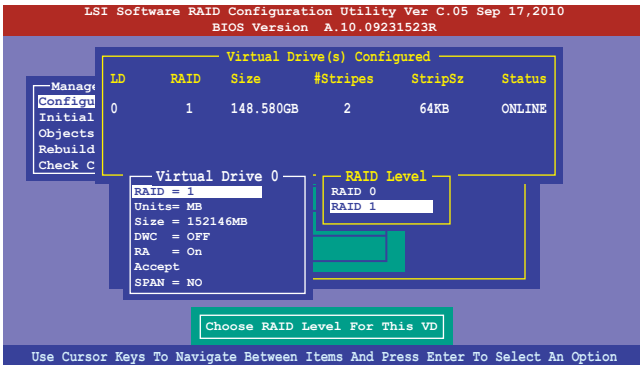 LSI Software RAID Configuration Utility Ver C.05 Sep 17,2010
BIOS Version A.10.09231523R
Virtual Drive(s) Configured
LD RAID Size #Stripes StripSz Status
0 1 148.580GB 2 64KB ONLINE
Manage
Configu
Initial
Objects
Rebuild
Check C
Virtual Drive 0
RAID = 1
Units= MB
Size = 152146MB
DWC = OFF
RA = On
Accept
SPAN = NO
RAID Level
RAID 0
RAID 1
Choose RAID Level For This VD
Use Cursor Keys To Navigate Between Items And Press Enter To Select An Option